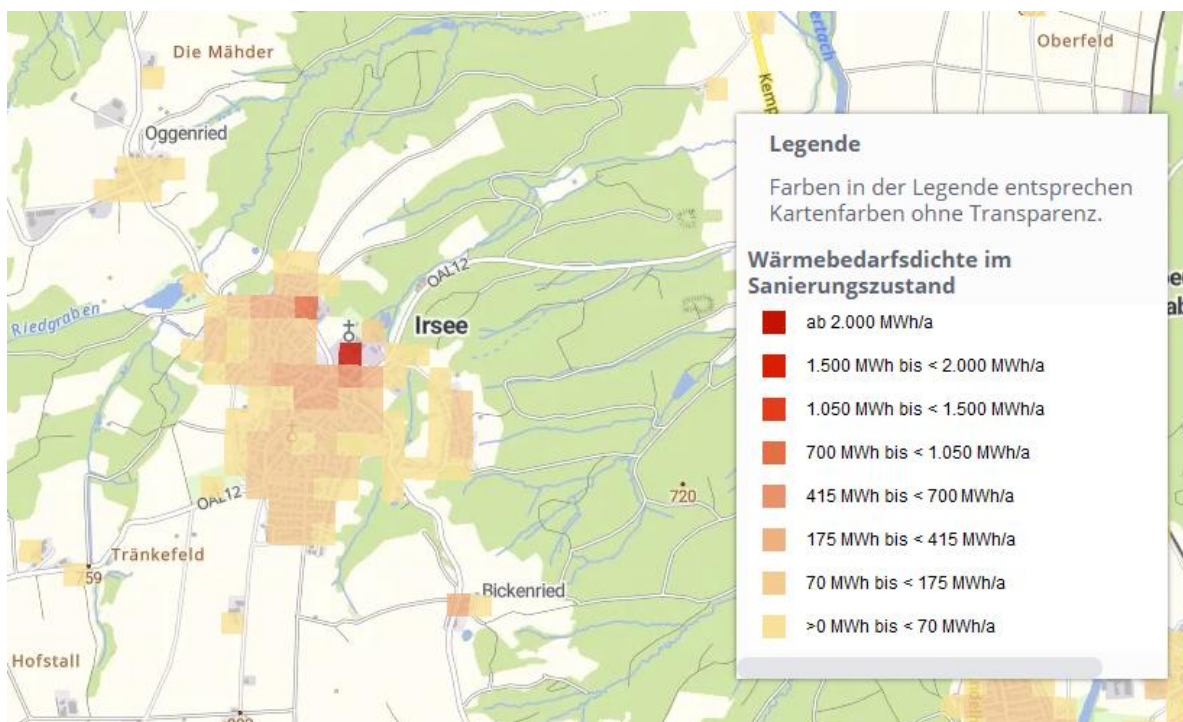 Die Mähder
Oberfeld
Oggenried
Legende
Farben in der Legende entsprechen
Kartenfarben ohne Transparenz.
Wärmebedarfsdichte im
Sanierungszustand
OAL12
Riedgraben
Irsee
ab 2.000 MWh/a
1.500 MWh bis < 2.000 MWh/a
1.050 MWh bis < 1.500 MWh/a
700 MWh bis < 1.050 MWh/a
415 MWh bis < 700 MWh/a
720
OAL12
175 MWh bis < 415 MWh/a
Tränkefeld
759
70 MWh bis < 175 MWh/a
Bickenried
>0 MWh bis < 70 MWh/a
Hofstall